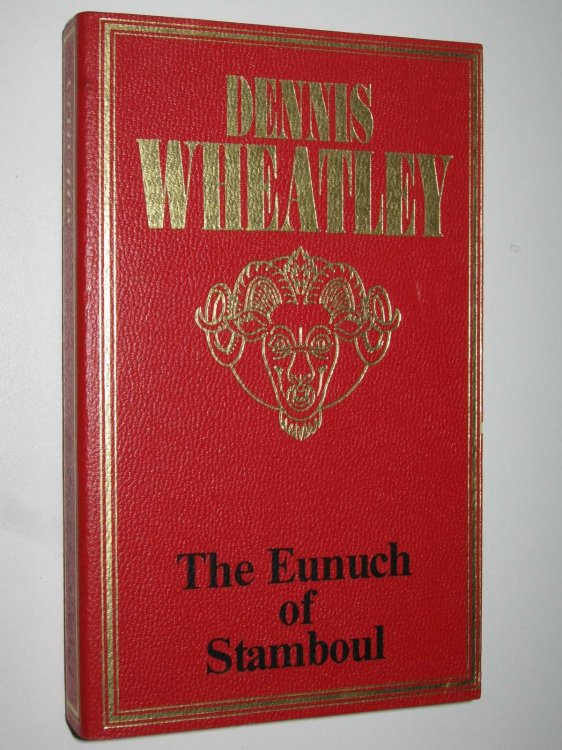 DENNIS
WHEATLEY
The Eunuch
of
Stamboul